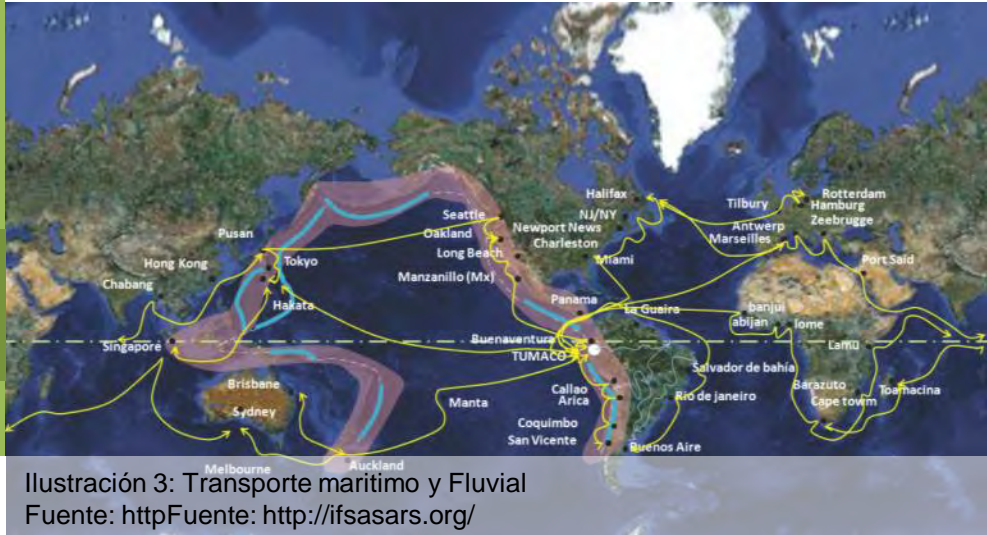 Halifax
Rotterdam
Tilbury
Hamburg
NJ/NY
Zeebrugge
Seattle
Newport News
Antwerp
Pusan
Oakland
Charleston
Marseilles
Long Beach
Hong Kong
Tokyo
Miami
Port Said
Chabang
Manzanillo (Mx)
Hakata
Panama
La Guaira
banjui
abijan
lome
Singapore
Buenaventura
Lamu
TUMACO
Salvador de bahía
Brisbane
Callao
Barazuto
Toamacina
Sydney
Manta
Arica
Río de janeiro
Cape towm
Coquimbo
San Vicente
Buenos Aire
Melbourne
Auckland
Ilustración 3: Transporte maritimo y Fluvial
Fuente: httpFuente: http://ifsasars.org/